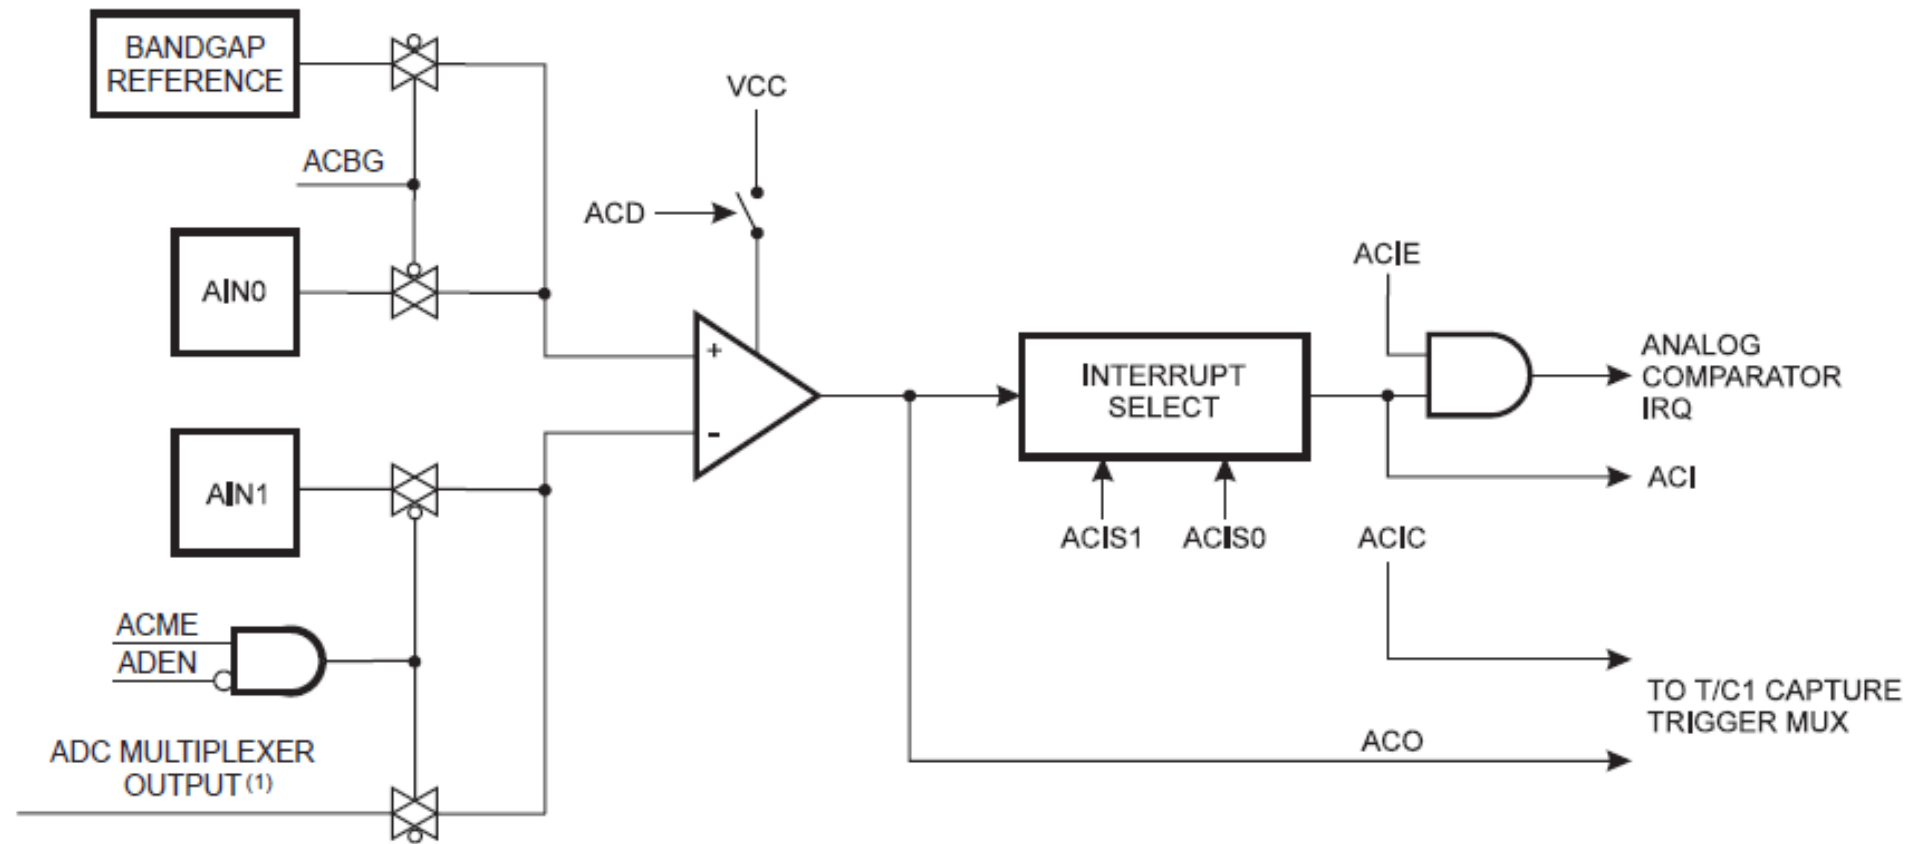 BANDGAP
REFERENCE
ACBG
AIN0
AIN1
ACME
ADEN
ADC MULTIPLEXER
OUTPUT (1)
VCC
ACD
+
-
INTERRUPT
SELECT
ACIS1 ACIS0
ACIE
ANALOG
COMPARATOR
IRQ
ACI
ACIC
TO T/C1 CAPTURE
TRIGGER MUX
ACO